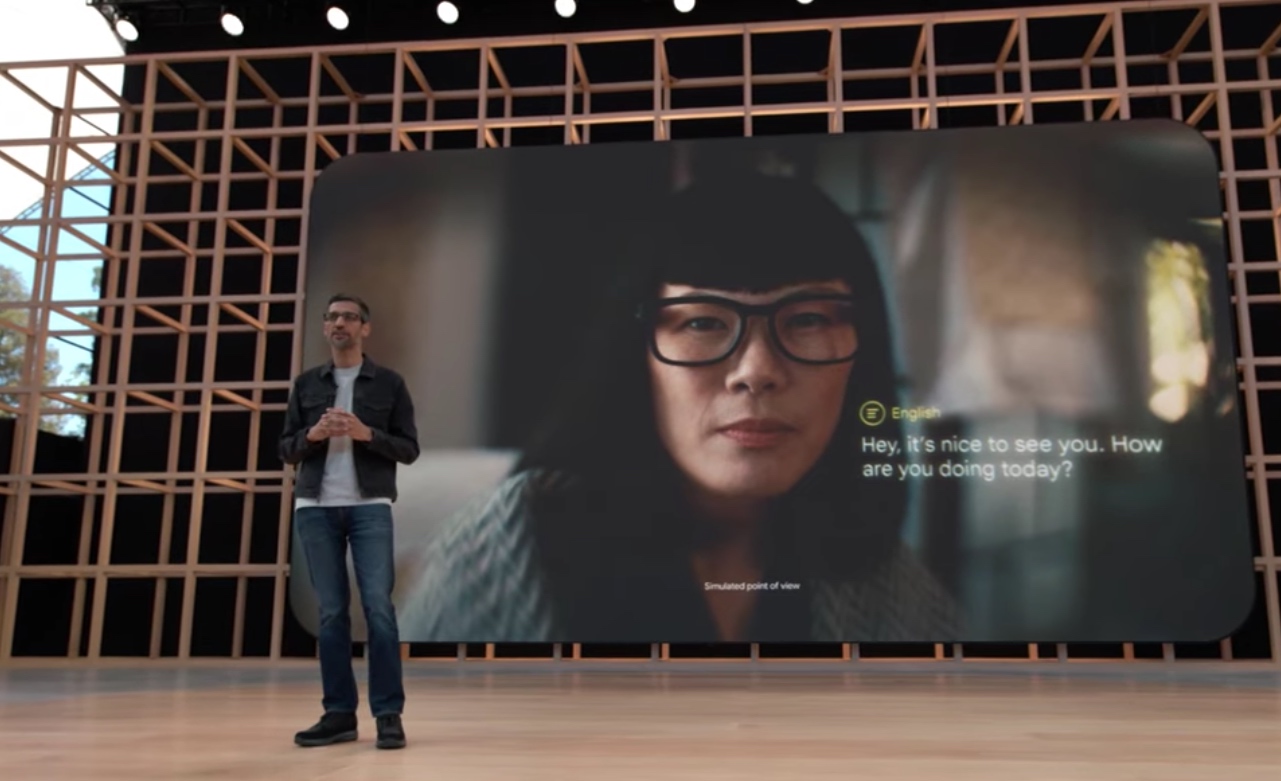 English
Hey, it's nice to see you. How
are you doing today?
Simulated point of view